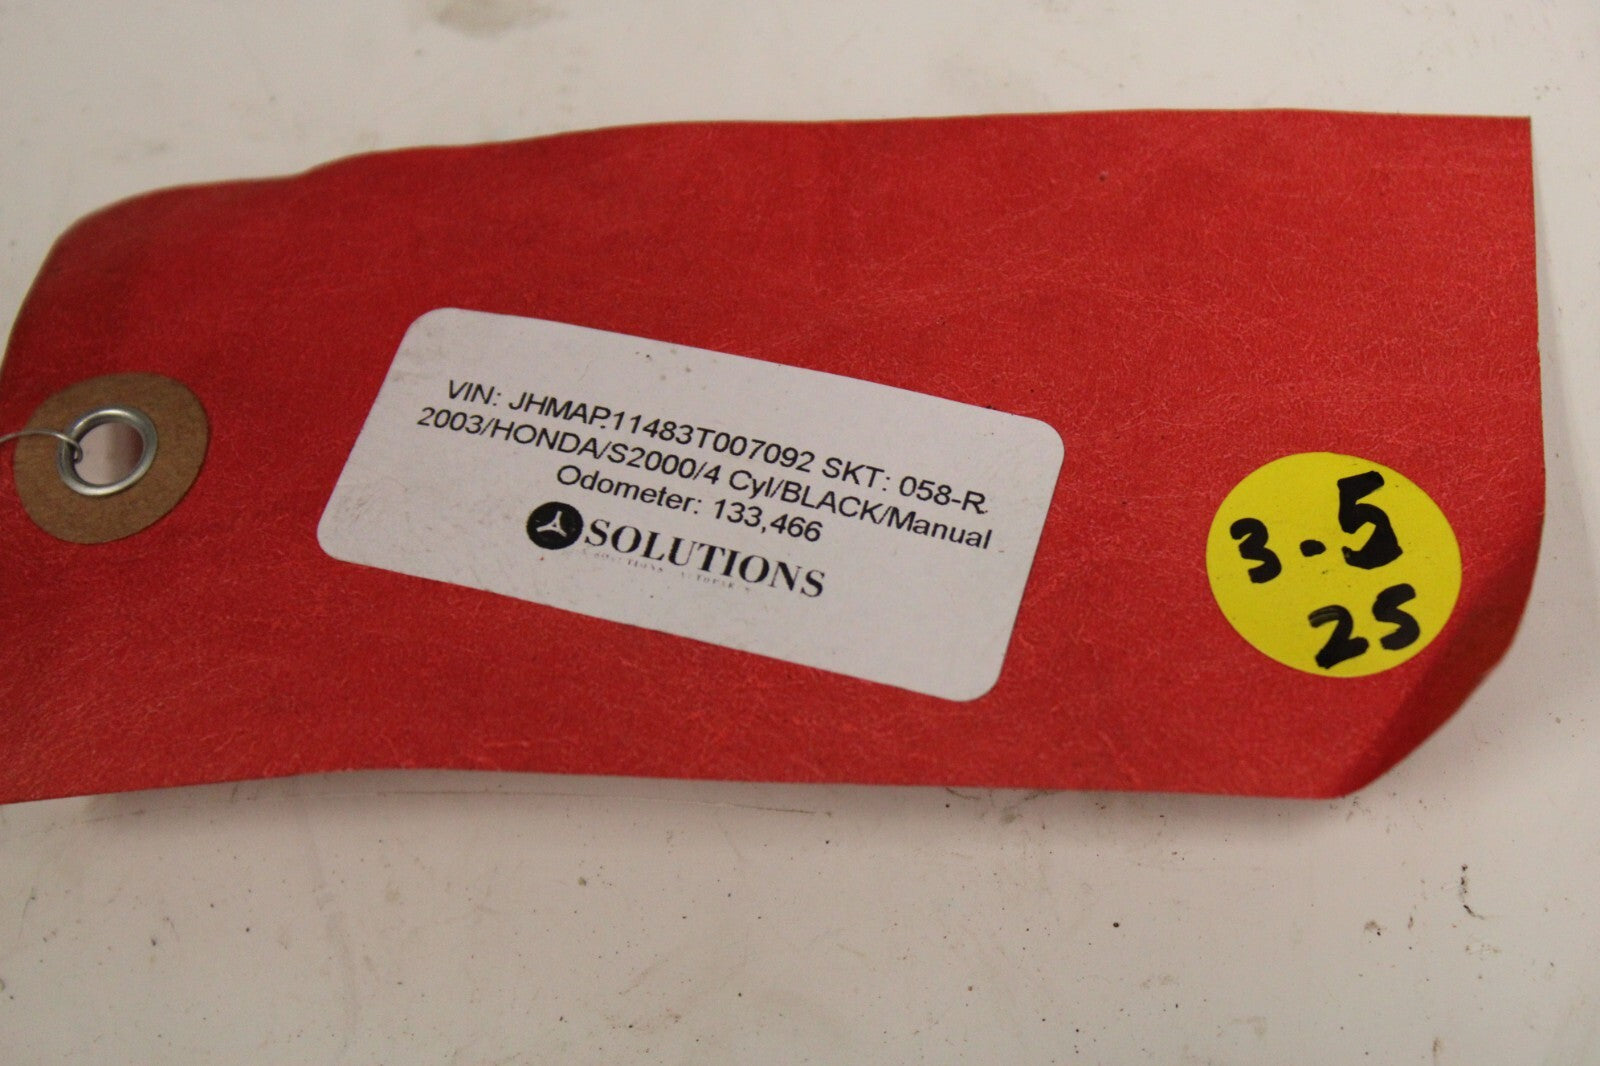 VIN: JHMAP11483T007092 SKT: 058-R
2003/HONDA/S2000/4 Cyl/BLACK/Manual
Odometer: 133,466
SOLUTIONS
3-5
25